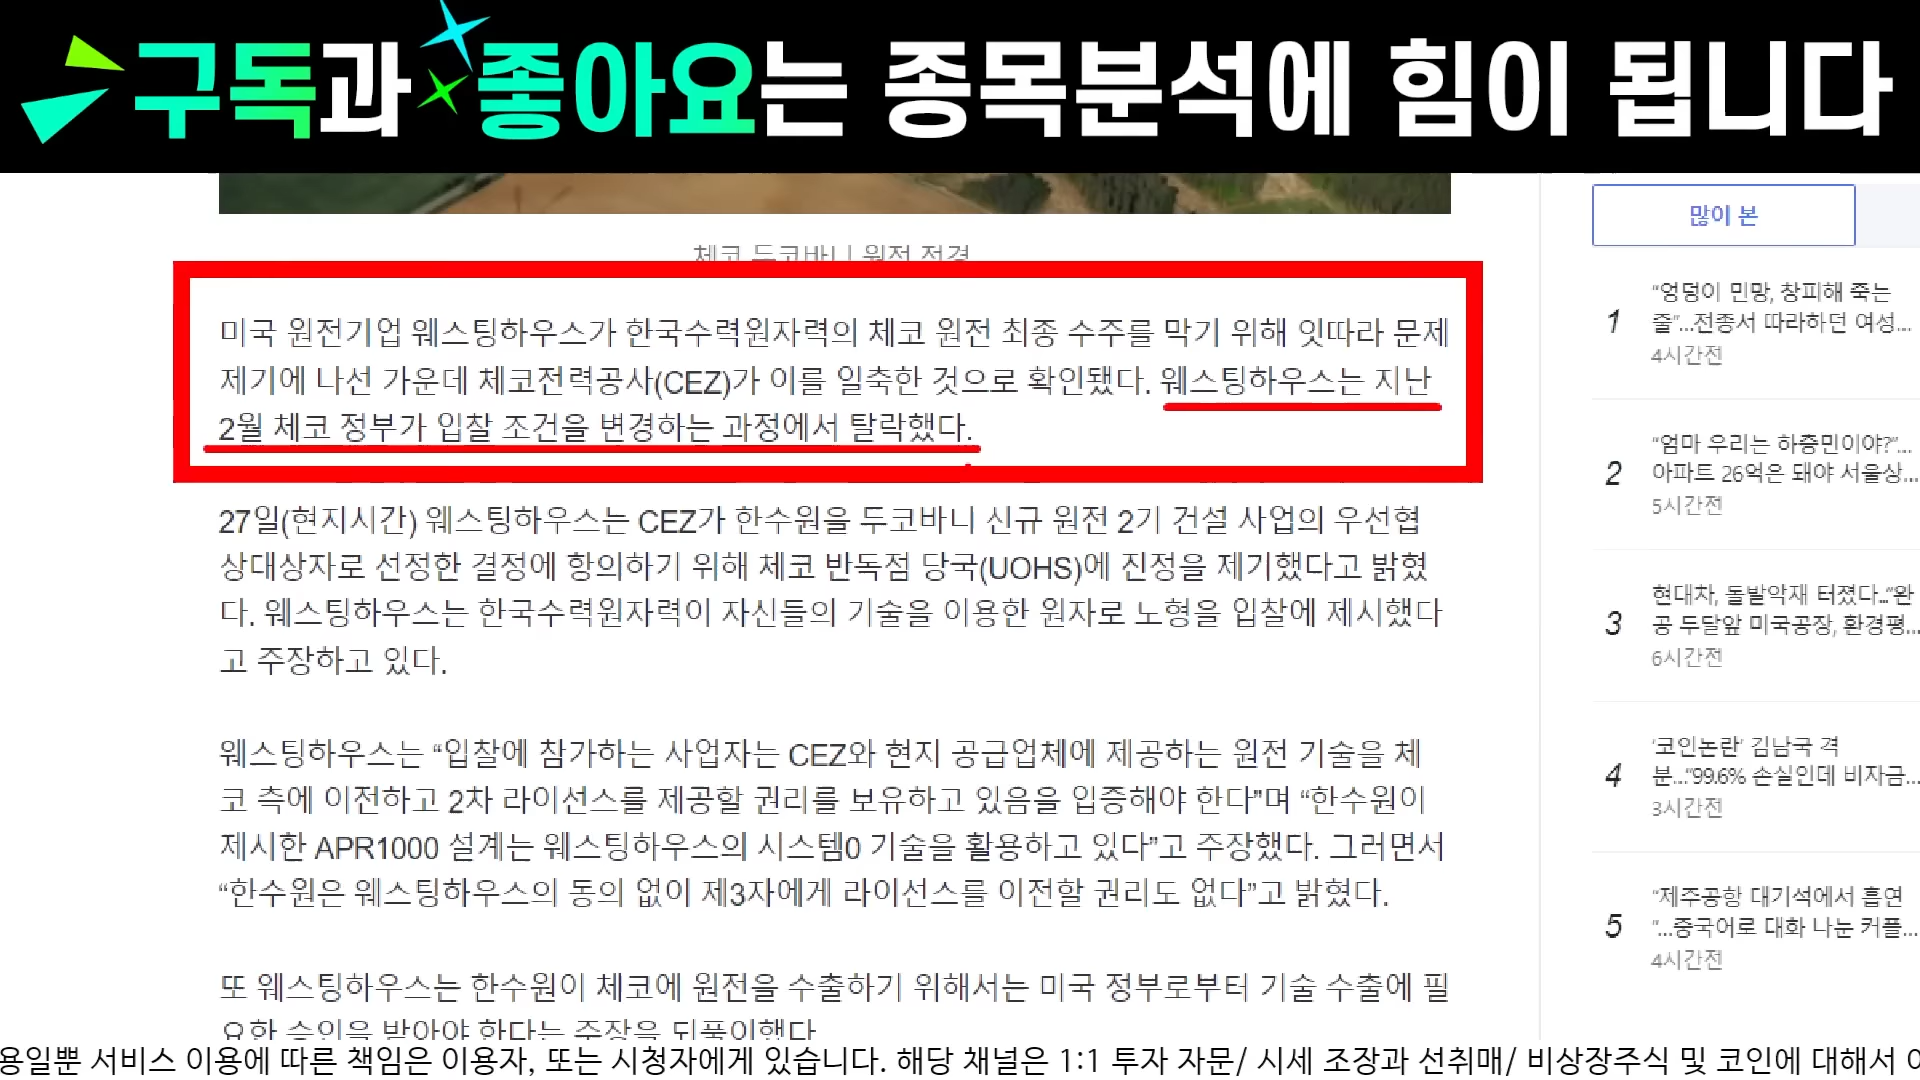 구독과 좋아요는 종목분석에 힘이 됩니다
체코 두코바니 원전 전경
미국 원전기업 웨스팅하우스가 한국수력원자력의 체코 원전 최종 수주를 막기 위해 잇따라 문제
제기에 나선 가운데 체코전력공사(CEZ)가 이를 일축한 것으로 확인됐다. 웨스팅하우스는 지난
2월 체코 정부가 입찰 조건을 변경하는 과정에서 탈락했다.
27일(현지시간) 웨스팅하우스는 CEZ가 한수원을 두코바니 신규 원전 2기 건설 사업의 우선협
상대상자로 선정한 결정에 항의하기 위해 체코 반독점 당국(UOHS)에 진정을 제기했다고 밝혔
다. 웨스팅하우스는 한국수력원자력이 자신들의 기술을 이용한 원자로 노형을 입찰에 제시했다
고 주장하고 있다.
웨스팅하우스는 “입찰에 참가하는 사업자는 CEZ와 현지 공급업체에 제공하는 원전 기술을 체
코 측에 이전하고 2차 라이선스를 제공할 권리를 보유하고 있음을 입증해야 한다”며 “한수원이
제시한 APR1000 설계는 웨스팅하우스의 시스템0 기술을 활용하고 있다”고 주장했다. 그러면서
“한수원은 웨스팅하우스의 동의 없이 제3자에게 라이선스를 이전할 권리도 없다”고 밝혔다.
또 웨스팅하우스는 한수원이 체코에 원전을 수출하기 위해서는 미국 정부로부터 기술 수출에 필
요한 승인을 받아야 한다는 주장을 되풀이했다
많이 본
1
“엉덩이 민망, 창피해 죽는
줄”...전종서 따라하던 여성...
4시간전
2
“엄마 우리는 하층민이야?”...
아파트 26억은 돼야 서울상...
5시간전
3
현대차, 돌발악재 터졌다...“완
공 두달앞 미국공장, 환경평...
6시간전
4
‘코인논란’ 김남국 격
분...“99.6% 손실인데 비자금...
3시간전
5
“제주공항 대기석에서 흡연
”...중국어로 대화 나눈 커플...
4시간전
용일뿐 서비스 이용에 따른 책임은 이용자, 또는 시청자에게 있습니다. 해당 채널은 1:1 투자 자문/ 시세 조장과 선취매/ 비상장주식 및 코인에 대해서